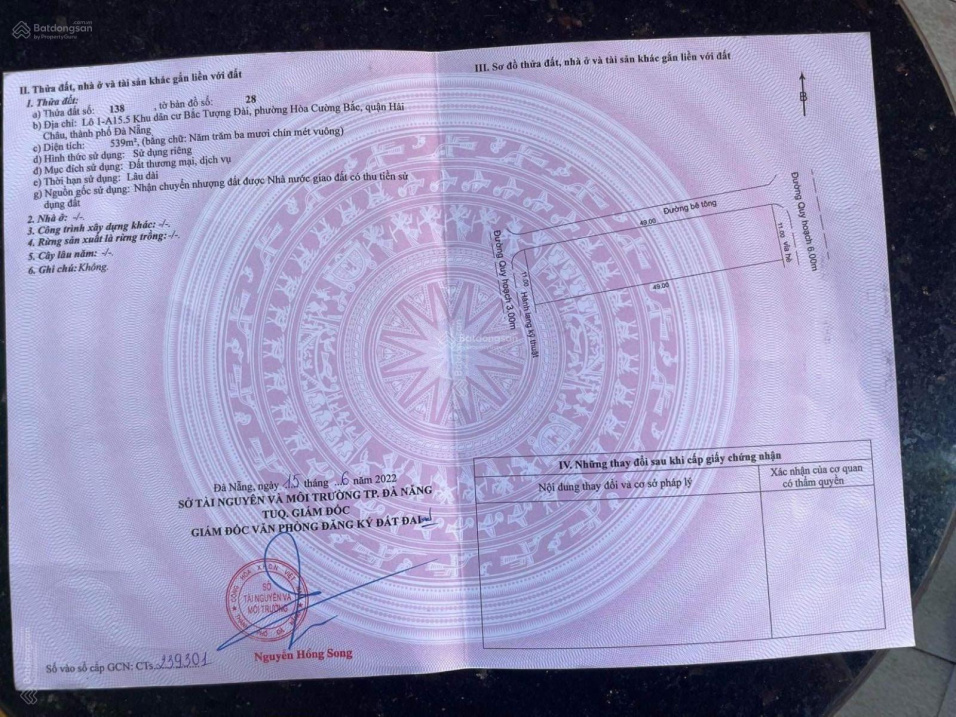 Batdongsan
by PropertyGuru
II. Thửa đất, nhà ở và tài sản khác gắn liền với đất
1. Thửa đất:
a) Thửa đất số: 138 , tờ bản đồ số: 28
b) Địa chỉ: Lô I-A15.5 Khu dân cư Bắc Tượng Đài, phường Hòa Cường Bắc, quận Hải
Châu, thành phố Đà Nẵng
c) Diện tích: 539m², (bằng chữ: Năm trăm ba mươi chín mét vuông)
d) Hình thức sử dụng: Sử dụng riêng
đ) Mục đích sử dụng: Đất thương mại, dịch vụ
e) Thời hạn sử dụng: Lâu dài
g) Nguồn gốc sử dụng: Nhận chuyển nhượng đất được Nhà nước giao đất có thu tiền sử
dụng đất
2. Nhà ở: -/-.
3. Công trình xây dựng khác: -/-.
4. Rừng sản xuất là rừng trồng: -/-.
5. Cây lâu năm: -/-.
6. Ghi chú: Không.
Đà Nẵng, ngày 15 tháng 6 năm 2022
SỞ TÀI NGUYÊN VÀ MÔI TRƯỜNG TP. ĐÀ NẴNG
TUQ. GIÁM ĐỐC
GIÁM ĐỐC VĂN PHÒNG ĐĂNG KÝ ĐẤT ĐAI
SỞ
TÀI NGUYÊN VÀ
MÔI TRƯỜNG
Nguyễn Hồng Song
Số vào sổ cấp GCN: CTs 239301
III. Sơ đồ thửa đất, nhà ở và tài sản khác gắn liền với đất
B
Đường bê tông
49.00
Đường Quy hoạch 6.00m
11.00 Vỉa hè
Đường Quy hoạch 3.00m
11.00 Hành lang kỹ thuật
49.00
Batdongsan
IV. Những thay đổi sau khi cấp giấy chứng nhận
Nội dung thay đổi và cơ sở pháp lý
Xác nhận của cơ quan
có thẩm quyền